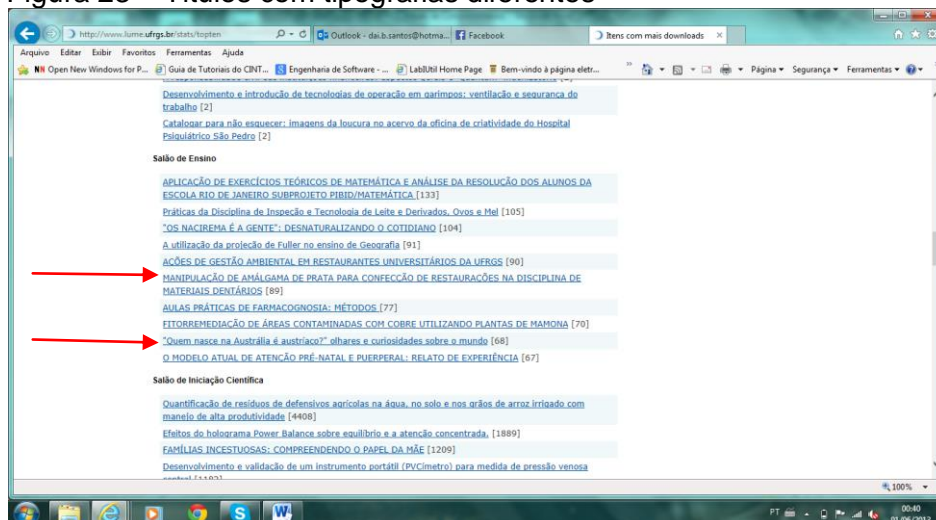 Figura 28 – Títulos com tipografias diferentes
http://www.lume.ufrgs.br/stats/topten
Outlook - dai.b.santos@hotma...
Facebook
Itens com mais downloads
Arquivo Editar Exibir Favoritos Ferramentas Ajuda
Open New Windows for P...
Guia de Tutoriais do CINT...
Engenharia de Software - ...
LabIUtil Home Page
Bem-vindo à página eletr...
Página
Segurança
Ferramentas
Desenvolvimento e introdução de tecnologias de operação em garimpos: ventilação e segurança do
trabalho [2]
Catalogar para não esquecer: imagens da loucura no acervo da oficina de criatividade do Hospital
Psiquiátrico São Pedro [2]
Salão de Ensino
APLICAÇÃO DE EXERCÍCIOS TEÓRICOS DE MATEMÁTICA E ANÁLISE DA RESOLUÇÃO DOS ALUNOS DA
ESCOLA RIO DE JANEIRO SUBPROJETO PIBID/MATEMÁTICA [133]
Práticas da Disciplina de Inspeção e Tecnologia de Leite e Derivados, Ovos e Mel [105]
"OS NACIREMA É A GENTE": DESNATURALIZANDO O COTIDIANO [104]
A utilização da projeção de Fuller no ensino de Geografia [91]
AÇÕES DE GESTÃO AMBIENTAL EM RESTAURANTES UNIVERSITÁRIOS DA UFRGS [90]
MANIPULAÇÃO DE AMÁLGAMA DE PRATA PARA CONFECÇÃO DE RESTAURAÇÕES NA DISCIPLINA DE
MATERIAIS DENTÁRIOS [89]
AULAS PRÁTICAS DE FARMACOGNOSIA: MÉTODOS [77]
FITORREMEDIAÇÃO DE ÁREAS CONTAMINADAS COM COBRE UTILIZANDO PLANTAS DE MAMONA [70]
"Quem nasce na Austrália é austríaco?" olhares e curiosidades sobre o mundo [68]
O MODELO ATUAL DE ATENÇÃO PRÉ-NATAL E PUERPERAL: RELATO DE EXPERIÊNCIA [67]
Salão de Iniciação Científica
Quantificação de resíduos de defensivos agrícolas na água, no solo e nos grãos de arroz irrigado com
manejo de alta produtividade [4408]
Efeitos do holograma Power Balance sobre equilíbrio e a atenção concentrada. [1889]
FAMÍLIAS INCESTUOSAS: COMPREENDENDO O PAPEL DA MÃE [1209]
Desenvolvimento e validação de um instrumento portátil (PVCimetro) para medida de pressão venosa
100%
PT
00:40
01/06/2013